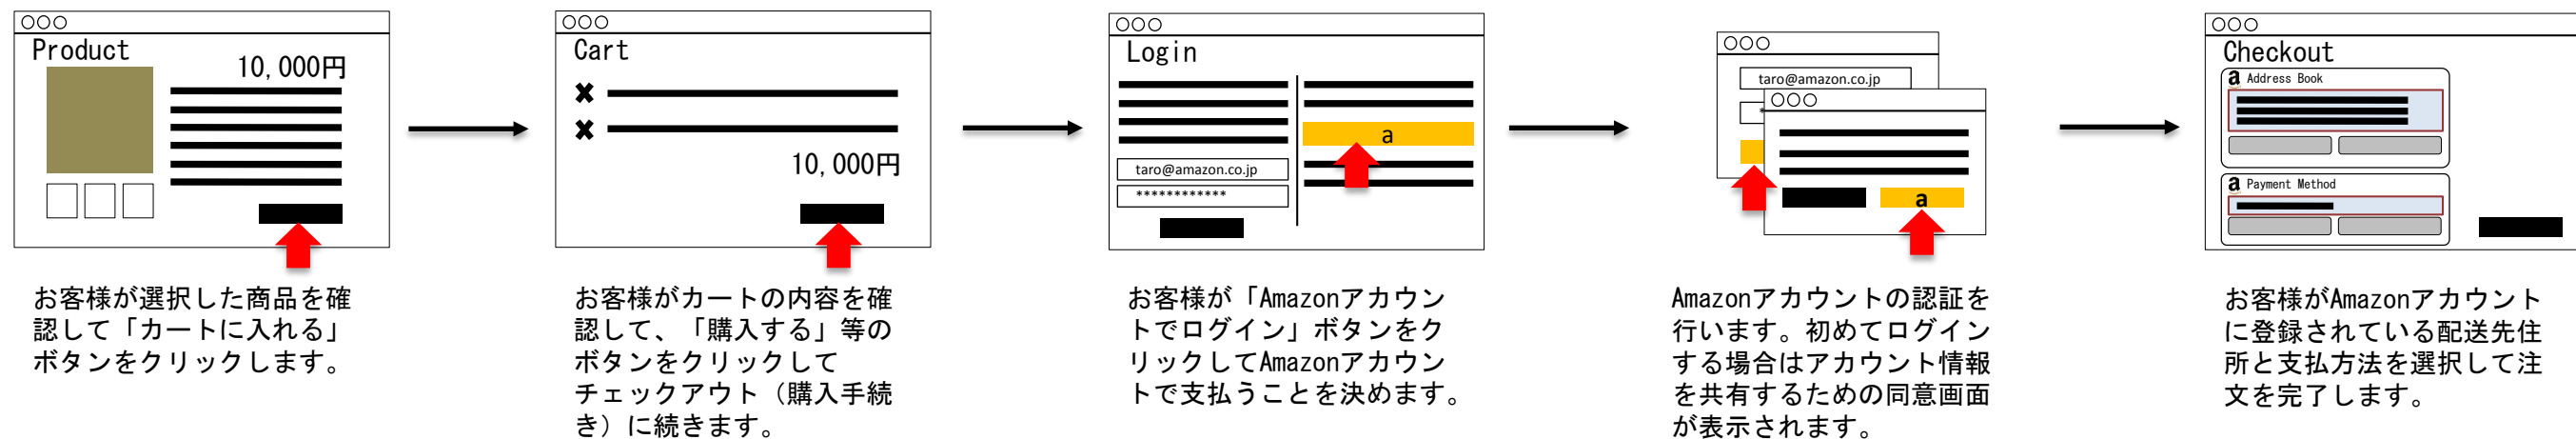 Product
10,000円
お客様が選択した商品を確
認して「カートに入れる」
ボタンをクリックします。
Cart
10,000円
お客様がカートの内容を確
認して、「購入する」等の
ボタンをクリックして
チェックアウト（購入手続
き）に続きます。
Login
taro@amazon.co.jp
************
a
お客様が「Amazonアカウン
トでログイン」ボタンをク
リックしてAmazonアカウン
トで支払うことを決めます。
taro@amazon.co.jp
*
a
Amazonアカウントの認証を
行います。初めてログイン
する場合はアカウント情報
を共有するための同意画面
が表示されます。
Checkout
a Address Book
a Payment Method
お客様がAmazonアカウント
に登録されている配送先住
所と支払方法を選択して注
文を完了します。